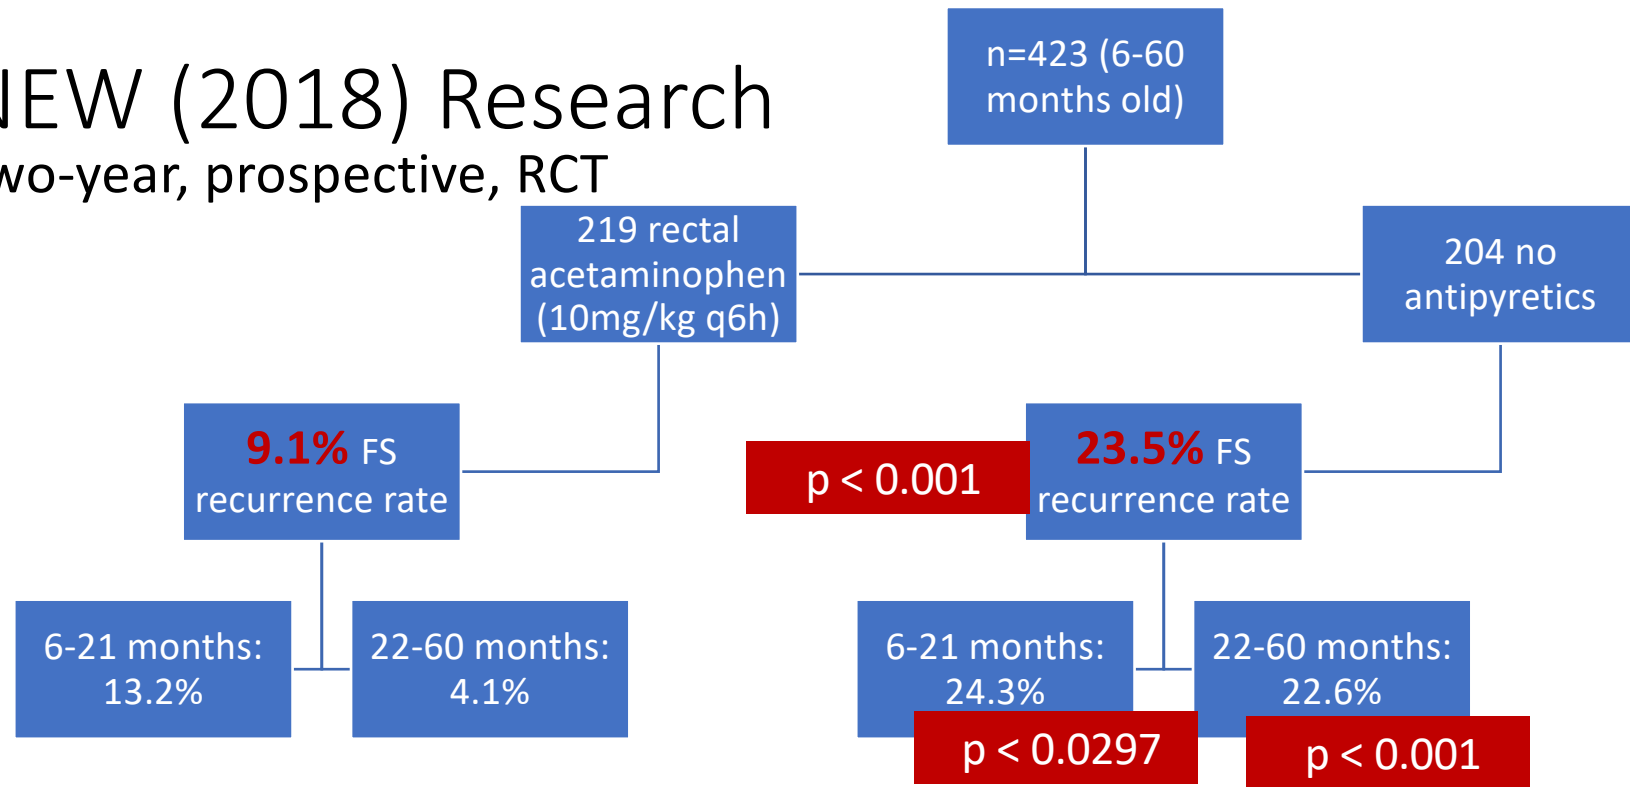 NEW (2018) Research
wo-year, prospective, RCT
n=423 (6-60
months old)
219 rectal
acetaminophen
(10mg/kg q6h)
204 no
antipyretics
9.1% FS
recurrence rate
p < 0.001
23.5% FS
recurrence rate
6-21 months:
13.2%
22-60 months:
4.1%
6-21 months:
24.3%
22-60 months:
22.6%
p < 0.0297
p < 0.001